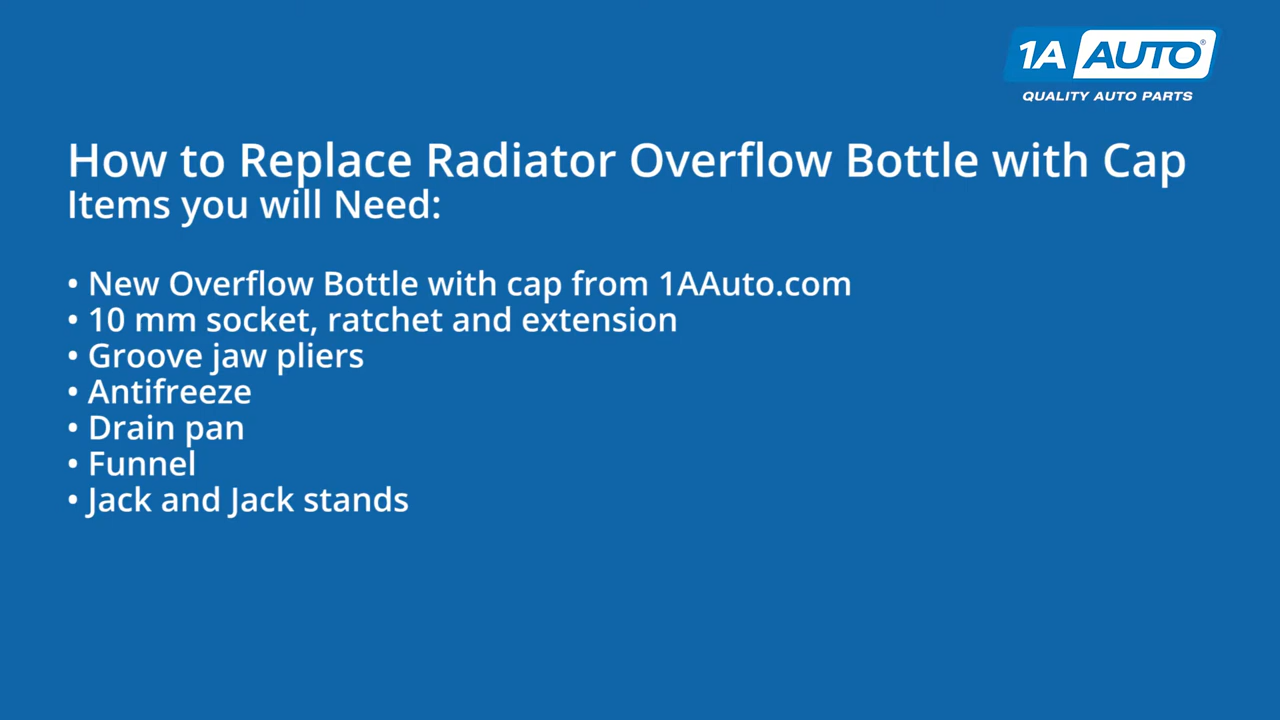 1A AUTO®
QUALITY AUTO PARTS
How to Replace Radiator Overflow Bottle with Cap
Items you will Need:
• New Overflow Bottle with cap from 1AAuto.com
• 10 mm socket, ratchet and extension
• Groove jaw pliers
• Antifreeze
• Drain pan
• Funnel
• Jack and Jack stands